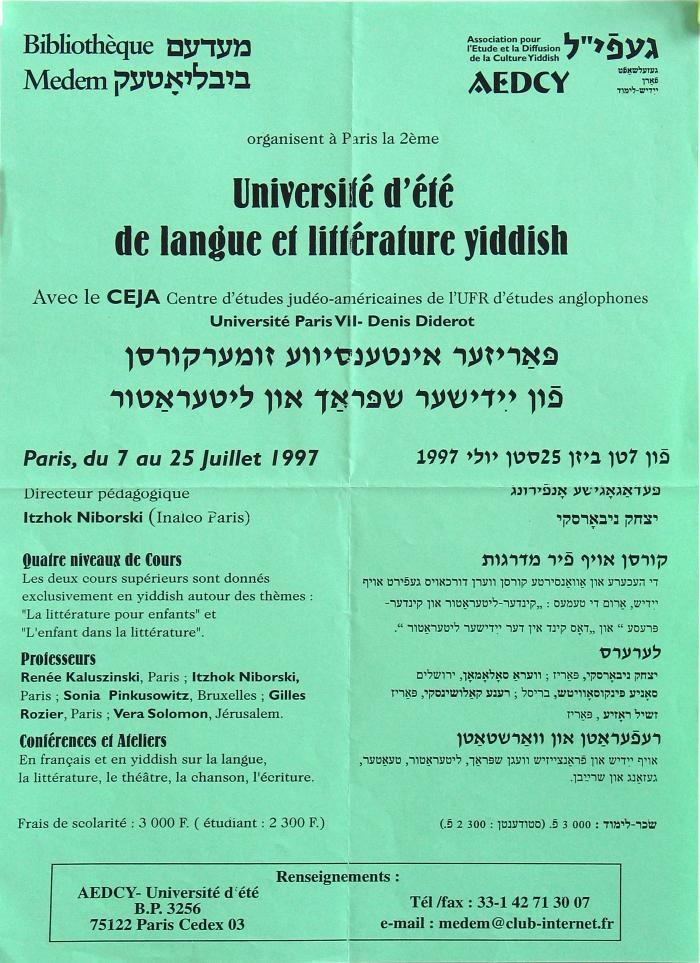 Bibliothèque מעדעם
Medem ביבליאָטעק
Association pour
l'Etude et la Diffusion
de la Culture Yiddish
AEDCY
געפֿי"ל
געזעלשאַפֿט
פֿאַרן
ייִדיש-לימוד
organisent à Paris la 2ème
Université d'été
de langue et littérature yiddish
Avec le CEJA Centre d'études judéo-américaines de l'UFR d'études anglophones
Université Paris VII- Denis Diderot
פּאַריזער אינטענסיווע זומערקורסן
פֿון ייִדישער שפּראַך און ליטעראַטור
Paris, du 7 au 25 Juillet 1997
פֿון 7טן ביזן 25סטן יולי 1997
Directeur pédagogique
Itzhok Niborski (Inalco Paris)
פּעדאַגאָגישע אָנפֿירונג
יצחק ניבאָרסקי
Quatre niveaux de Cours
Les deux cours supérieurs sont donnés
exclusivement en yiddish autour des thèmes :
"La littérature pour enfants" et
"L'enfant dans la littérature".
קורסן אויף פֿיר מדרגות
די העכערע און אַוואַנסירטע קורסן ווערן דורכאויס געפֿירט אויף
ייִדיש, אַרום די טעמעס : „קינדער-ליטעראַטור און קינדער-
פּרעסע “ און „דאָס קינד אין דער ייִדישער ליטעראַטור “.
Professeurs
Renée Kaluszinski, Paris ; Itzhok Niborski,
Paris ; Sonia Pinkusowitz, Bruxelles ; Gilles
Rozier, Paris ; Vera Solomon, Jérusalem.
לערערס
יצחק ניבאָרסקי, פּאַריז ; וועראַ סאָלאָמאָן, ירושלים
סאָניע פּינקוסאָוויטש, בריסל ; רענע קאַלושינסקי, פּאַריז
זשיל ראָזיע , פּאַריז
Conférences et Ateliers
En français et en yiddish sur la langue,
la littérature, le théâtre, la chanson, l'écriture.
רעפֿעראַטן און וואַרשטאַטן
אויף ייִדיש און פֿראַנצייזיש וועגן שפּראַך, ליטעראַטור, טעאַטער,
געזאַנג און שרייבן.
Frais de scolarité : 3 000 F. ( étudiant : 2 300 F.)
שכר-לימוד : 000 3 פֿ. (סטודענטן : 300 2 פֿ.)
Renseignements :
AEDCY- Université d'été
B.P. 3256
75122 Paris Cedex 03
Tél /fax : 33-1 42 71 30 07
e-mail : medem@club-internet.fr